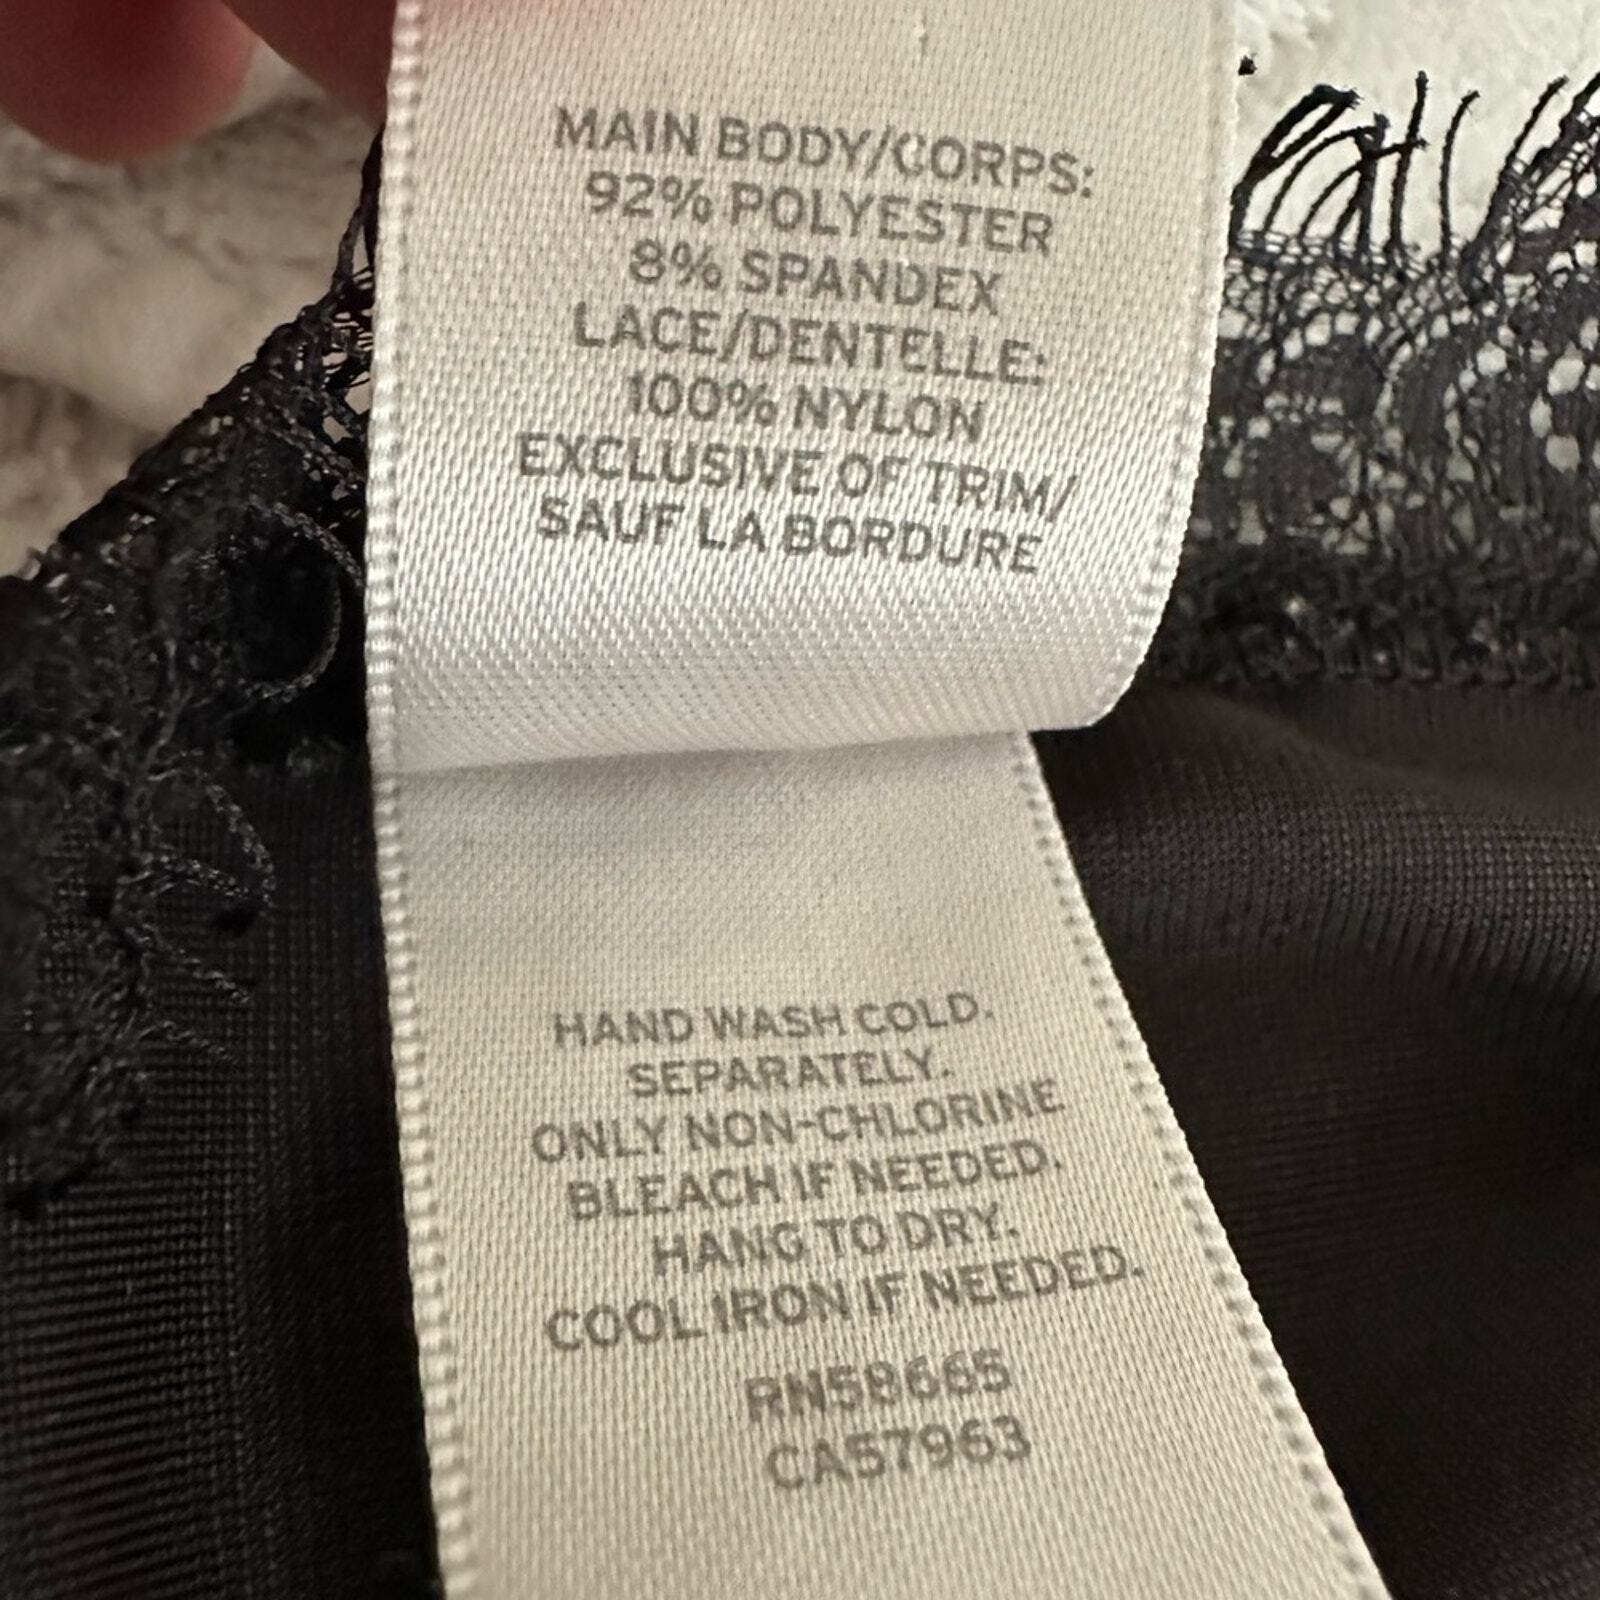 MAIN BODY/CORPS:
92% POLYESTER
8% SPANDEX
LACE/DENTELLE:
100% NYLON
EXCLUSIVE OF TRIM/
SAUF LA BORDURE
HAND WASH COLD.
SEPARATELY.
ONLY NON-CHLORINE
BLEACH IF NEEDED.
HANG TO DRY.
COOL IRON IF NEEDED.
RN58665
CA57963